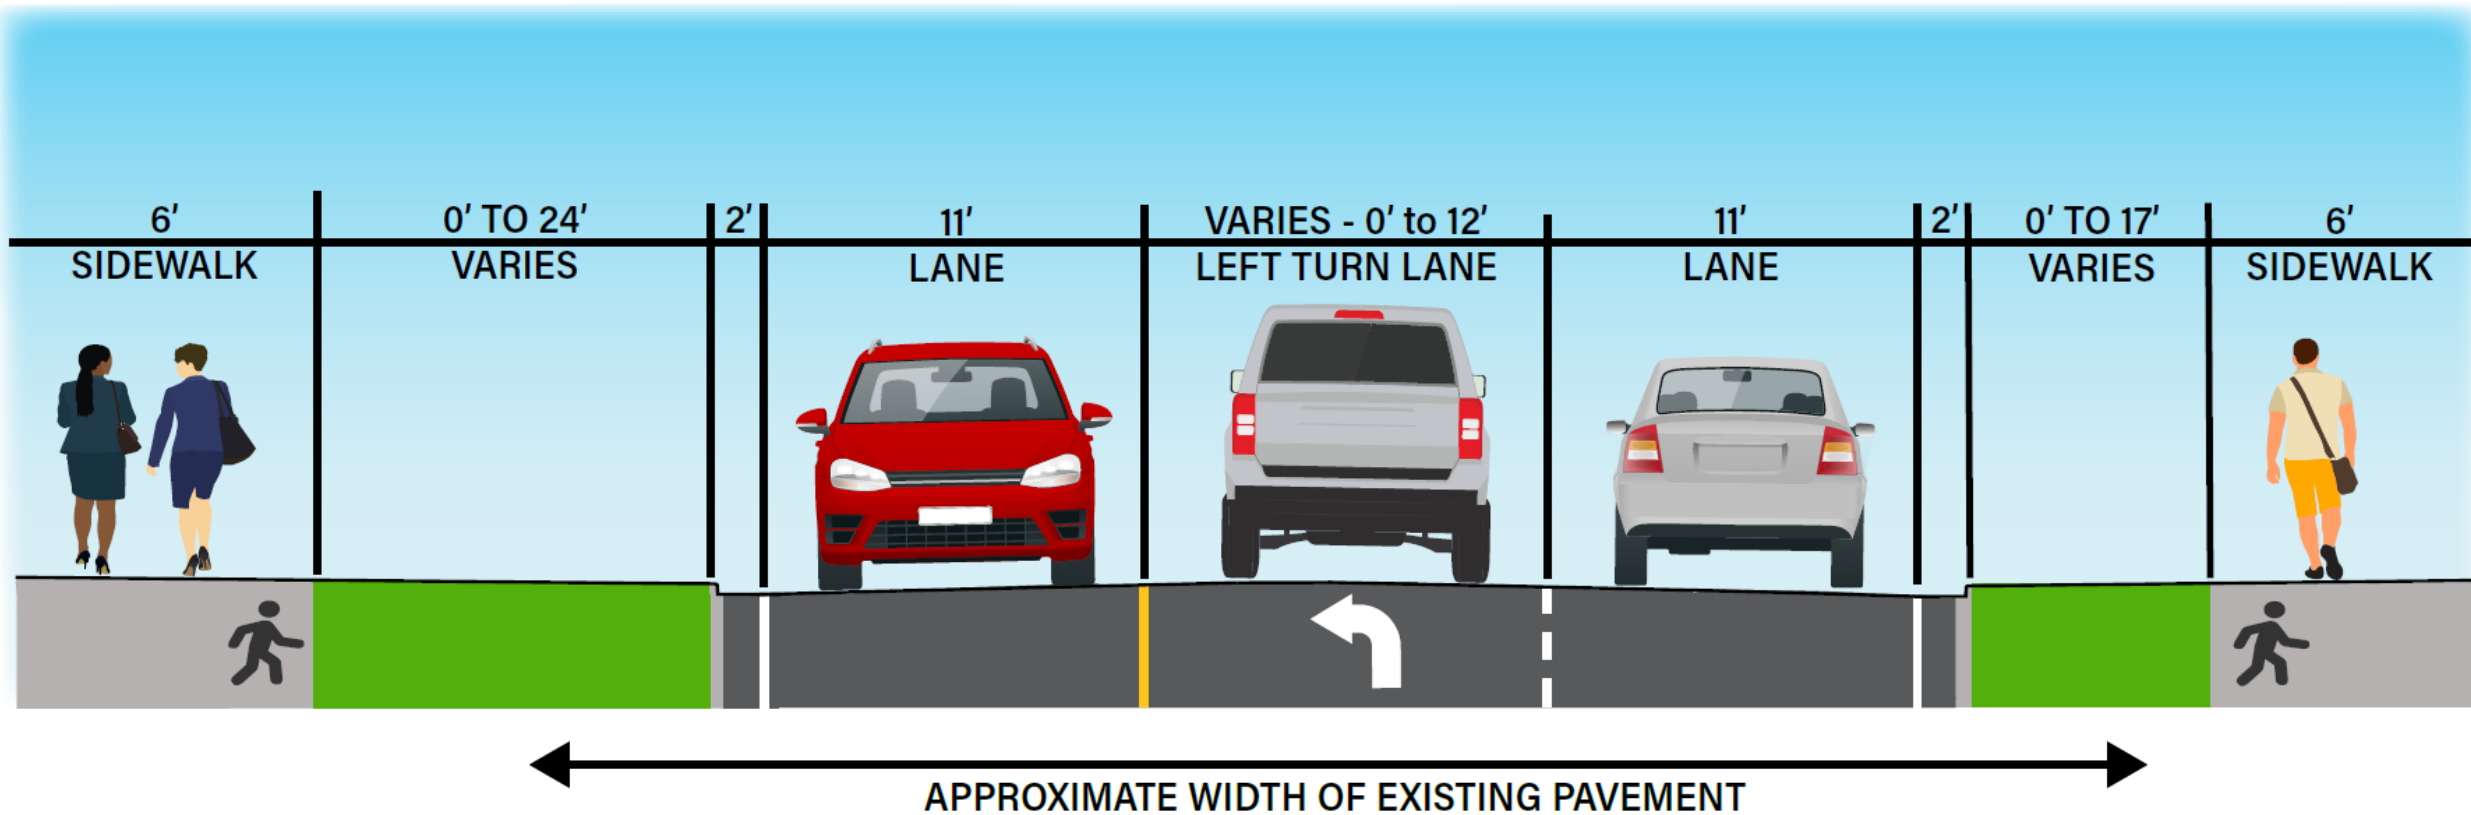 6' 0' TO 24' 2' 11' VARIES - 0' to 12' 11' 2' 0' TO 17' 6'
SIDEWALK VARIES LANE LEFT TURN LANE LANE VARIES SIDEWALK
APPROXIMATE WIDTH OF EXISTING PAVEMENT